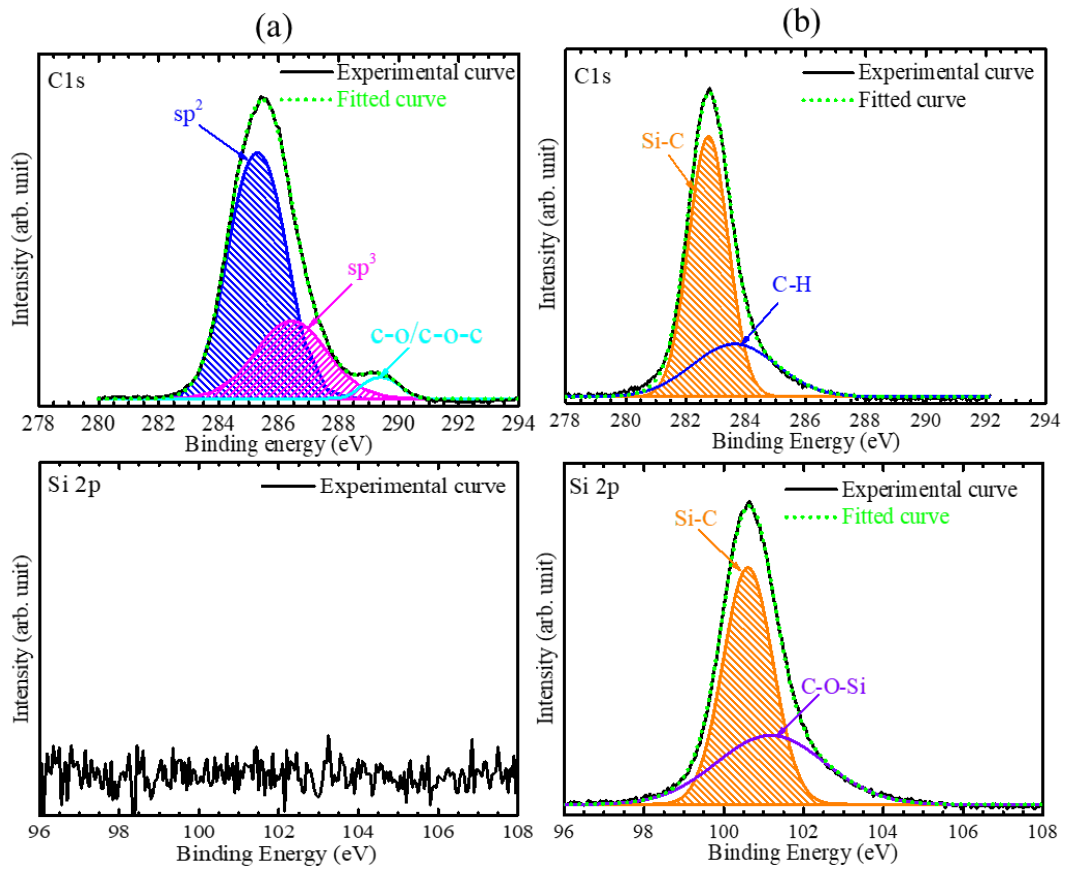 (a)
C1s
Experimental curve
Fitted curve
sp²
sp³
c-o/c-o-c
Intensity (arb. unit)
278 280 282 284 286 288 290 292 294
Binding energy (eV)
(b)
C1s
Experimental curve
Fitted curve
Si-C
C-H
Intensity (arb. unit)
278 280 282 284 286 288 290 292 294
Binding Energy (eV)
Si 2p
Experimental curve
Intensity (arb. unit)
96 98 100 102 104 106 108
Binding Energy (eV)
Si 2p
Experimental curve
Fitted curve
Si-C
C-O-Si
Intensity (arb. unit)
96 98 100 102 104 106 108
Binding Energy (eV)